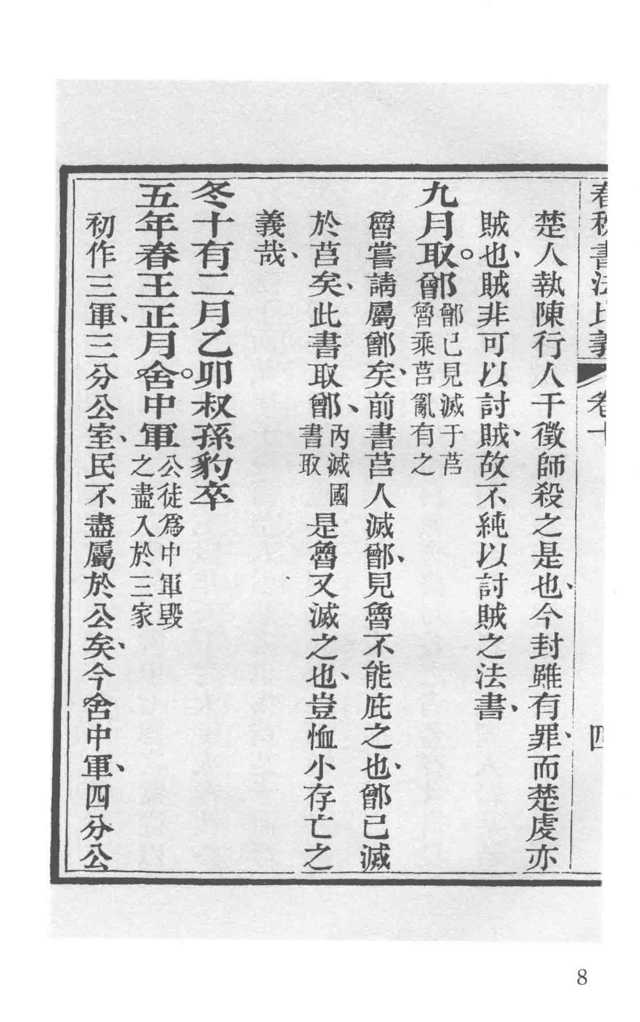 春秋書法
卷十
四
楚人執陳行人干徵師殺之是也、今封雖有罪、而楚虔亦
賊也、賊非可以討賊、故不純以討賊之法書、
九月取鄫。鄫已見滅于莒魯乘莒亂有之
魯嘗請屬鄫矣、前書莒人滅鄫、見魯不能庇之也、鄫已滅
於莒矣、此書取鄫、內滅國書取是魯又滅之也、豈恤小存亡之
義哉、
冬十有二月乙卯叔孫豹卒
五年春王正月。舍中軍公徒為中軍毀之盡入於三家
初作三軍、三分公室、民不盡屬於公矣、今舍中軍、四分公
8